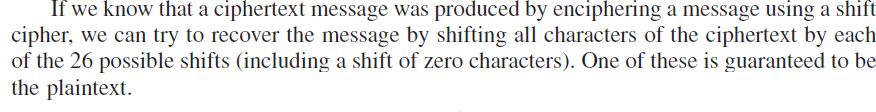 If we know that a ciphertext message was produced by enciphering a message using a shift
cipher, we can try to recover the message by shifting all characters of the ciphertext by each
of the 26 possible shifts (including a shift of zero characters). One of these is guaranteed to be
the plaintext.